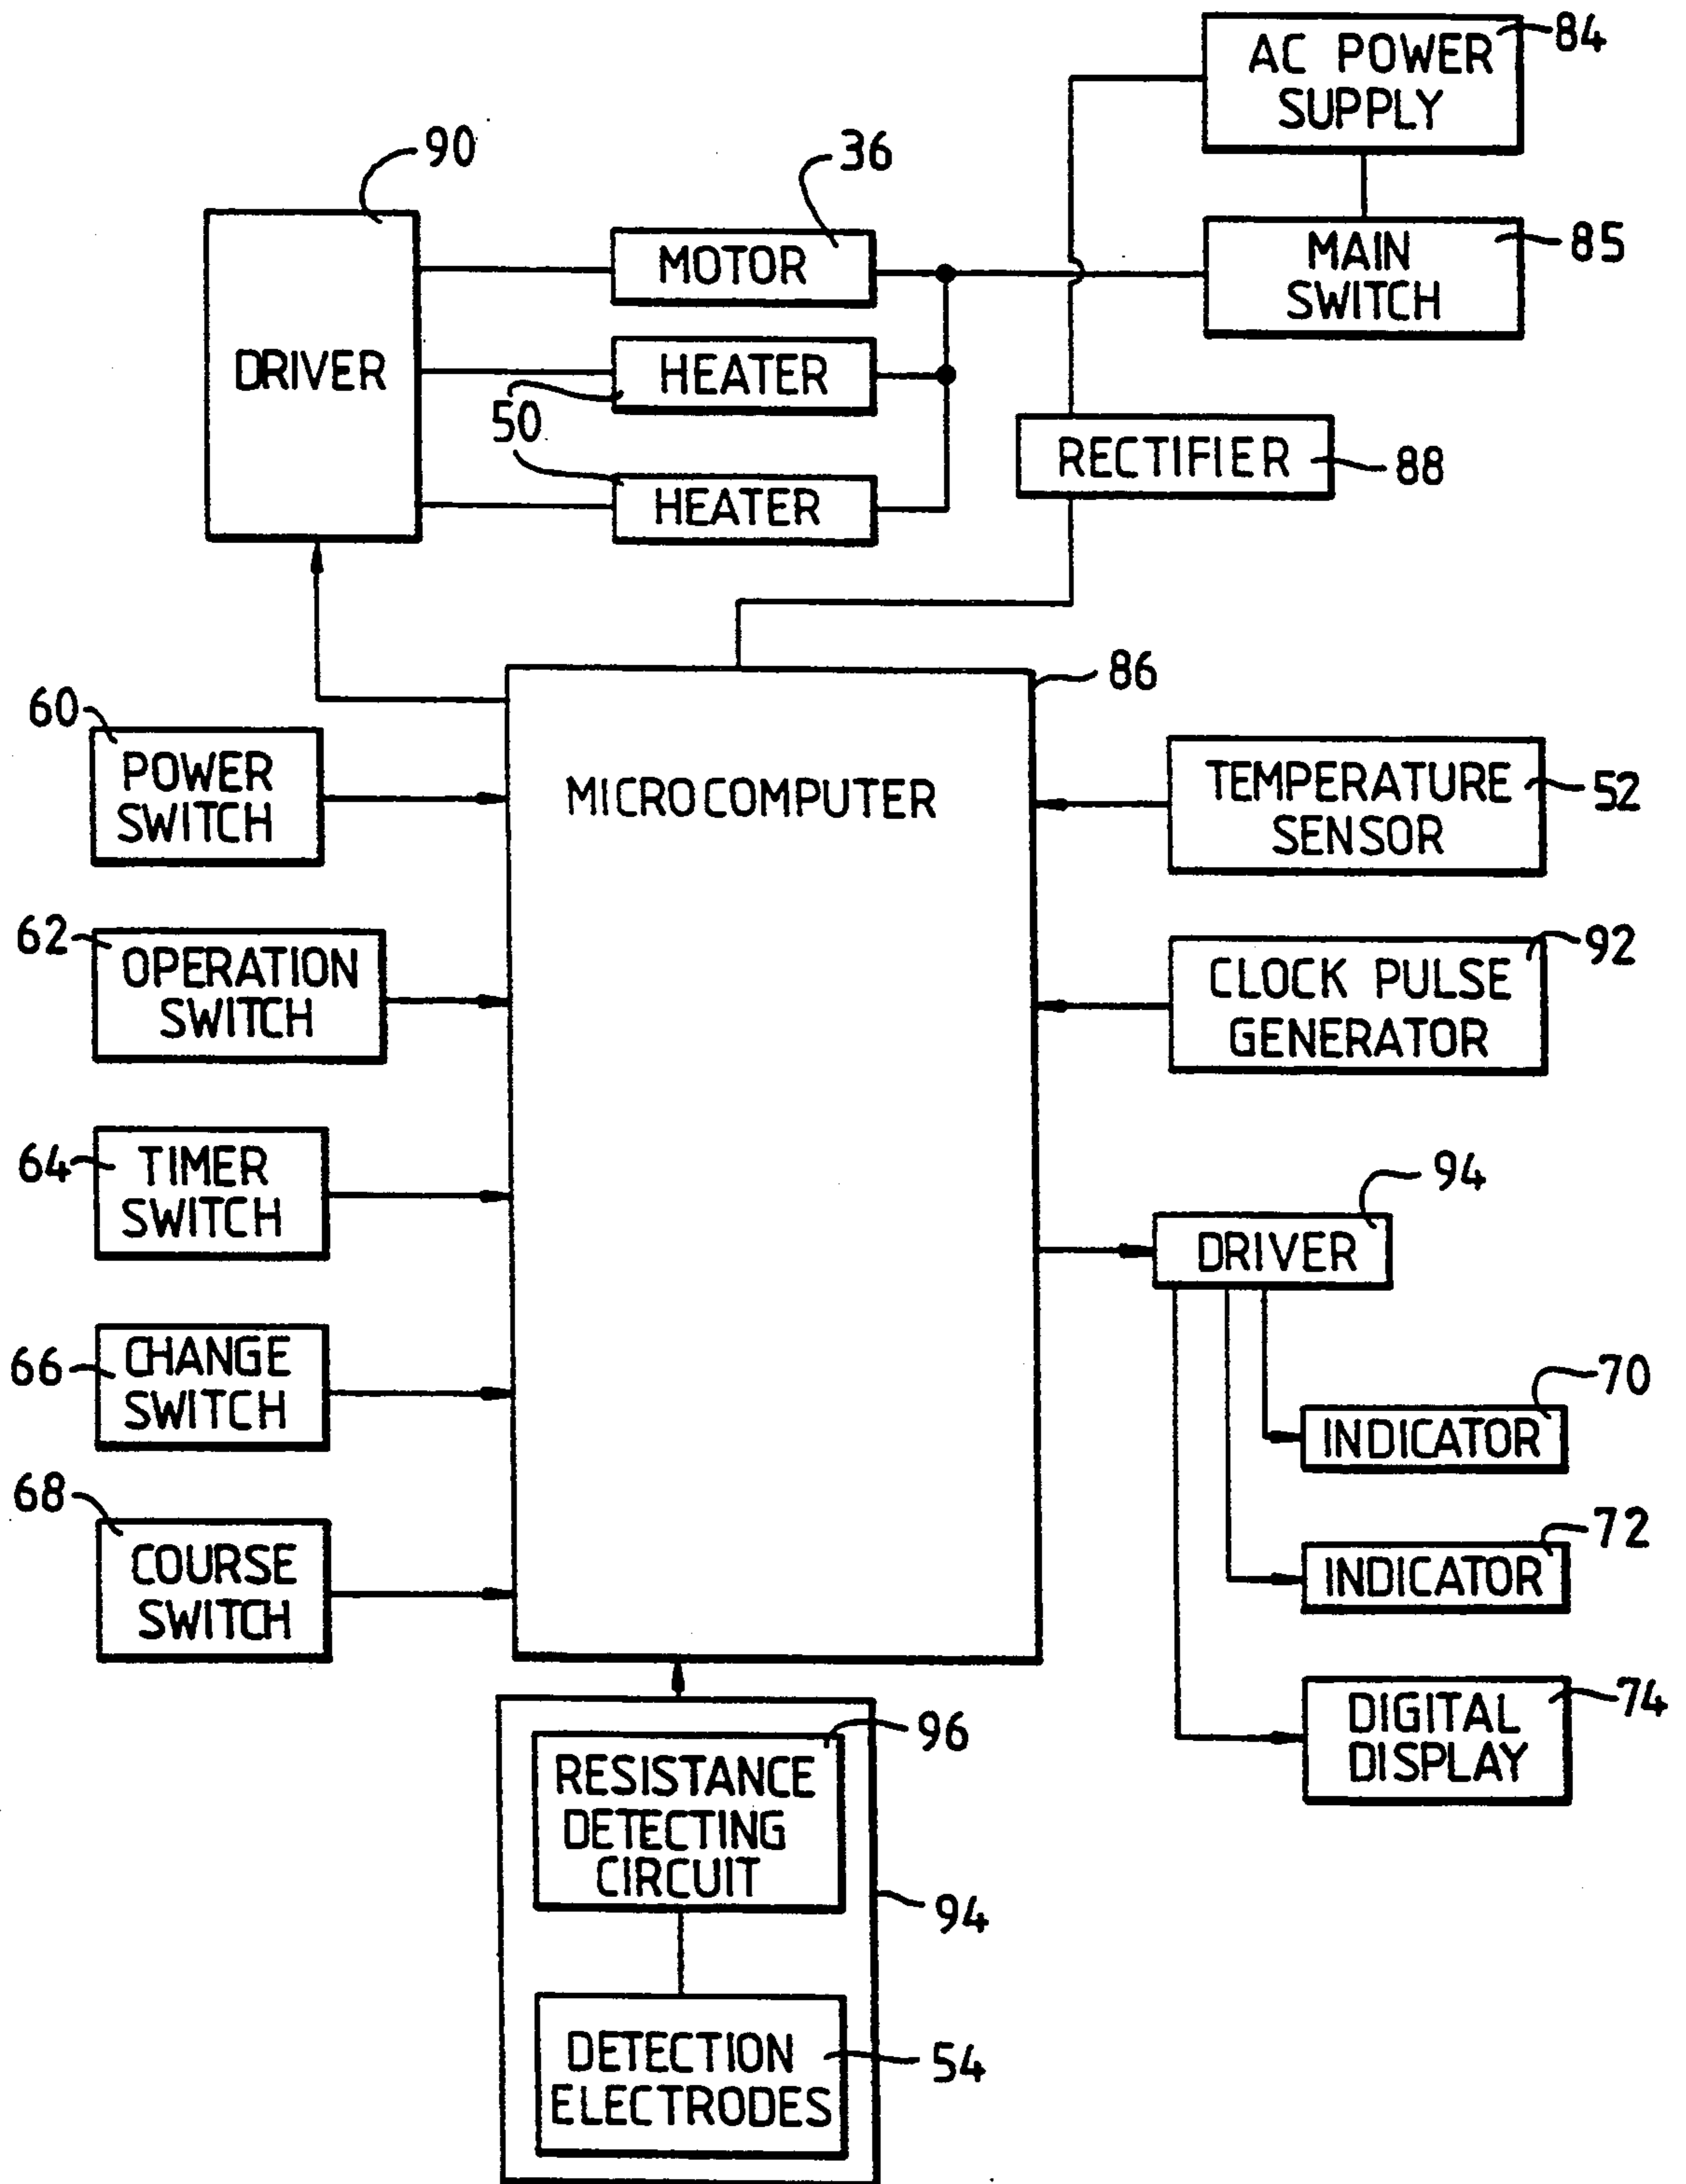 AC POWER
SUPPLY
84
90
36
MOTOR
MAIN
SWITCH
85
DRIVER
HEATER
50
HEATER
RECTIFIER
88
86
60
POWER
SWITCH
MICROCOMPUTER
TEMPERATURE
SENSOR
52
62
OPERATION
SWITCH
CLOCK PULSE
GENERATOR
92
64
TIMER
SWITCH
94
DRIVER
66
CHANGE
SWITCH
70
INDICATOR
68
COURSE
SWITCH
72
INDICATOR
74
DIGITAL
DISPLAY
96
RESISTANCE
DETECTING
CIRCUIT
94
DETECTION
ELECTRODES
54